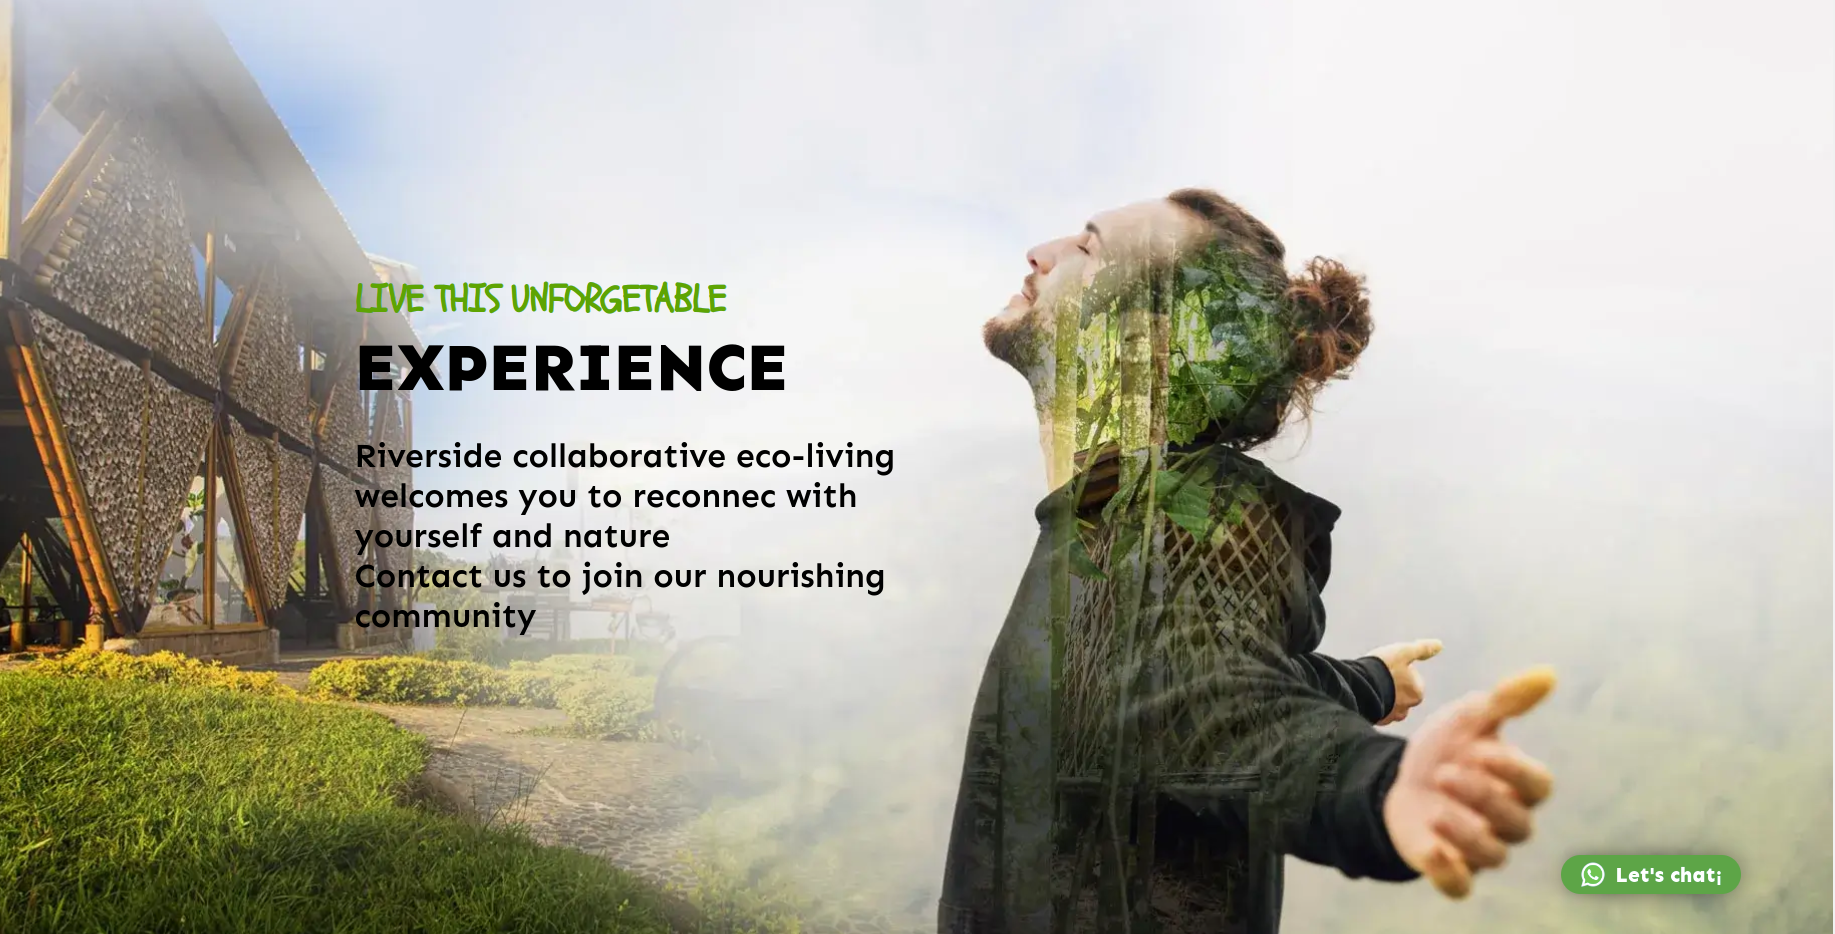 LIVE THIS UNFORGETABLE
EXPERIENCE
Riverside collaborative eco-living
welcomes you to reconnec with
yourself and nature
Contact us to join our nourishing
community
Let's chat¡